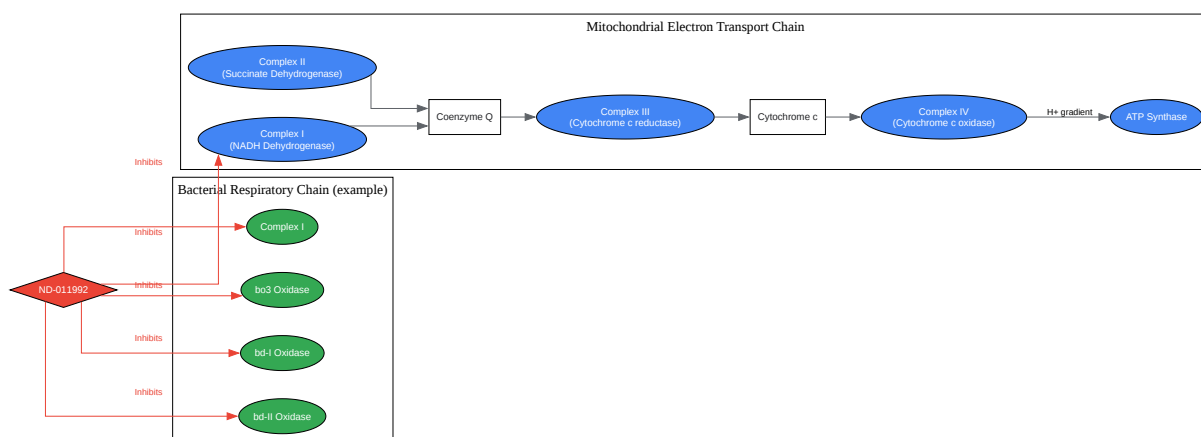 Mitochondrial Electron Transport Chain
Complex II
(Succinate Dehydrogenase)
Complex I
(NADH Dehydrogenase)
Coenzyme Q
Complex III
(Cytochrome c reductase)
Cytochrome c
Complex IV
(Cytochrome c oxidase)
H+ gradient
ATP Synthase
Inhibits
Bacterial Respiratory Chain (example)
Complex I
Inhibits
ND-011992
Inhibits
bo3 Oxidase
Inhibits
bd-I Oxidase
Inhibits
bd-II Oxidase